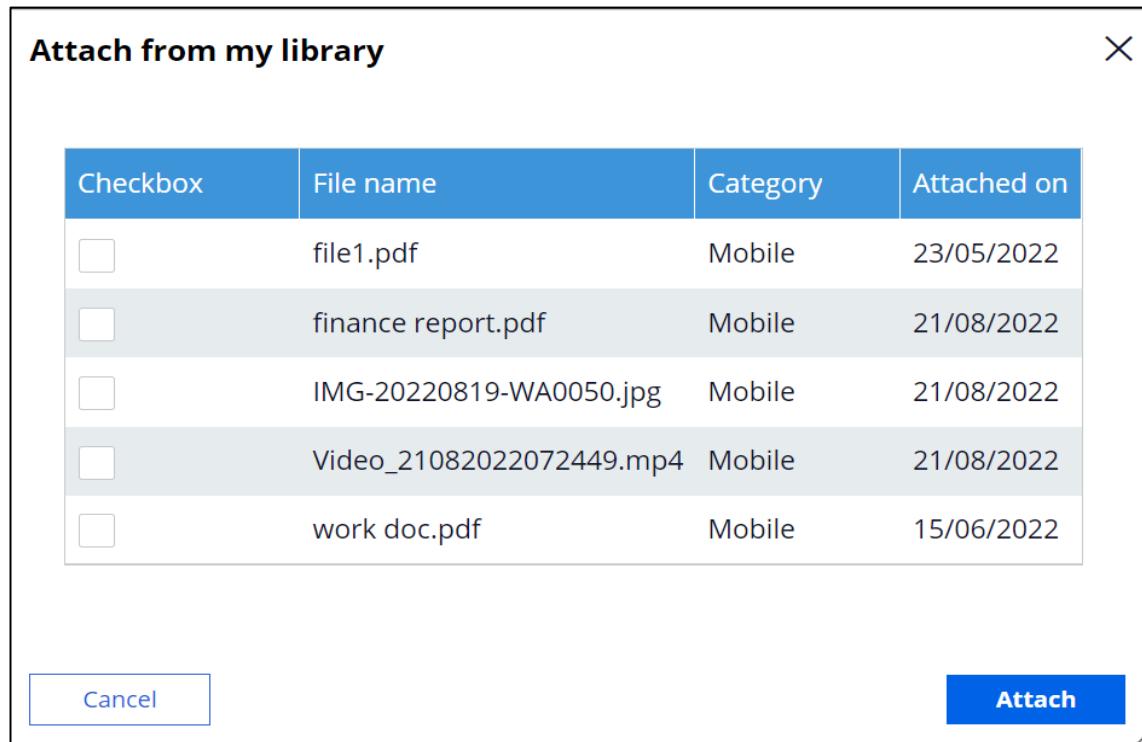 Attach from my library
Checkbox File name Category Attached on
file1.pdf Mobile 23/05/2022
finance report.pdf Mobile 21/08/2022
IMG-20220819-WA0050.jpg Mobile 21/08/2022
Video_21082022072449.mp4 Mobile 21/08/2022
work doc.pdf Mobile 15/06/2022
Cancel Attach